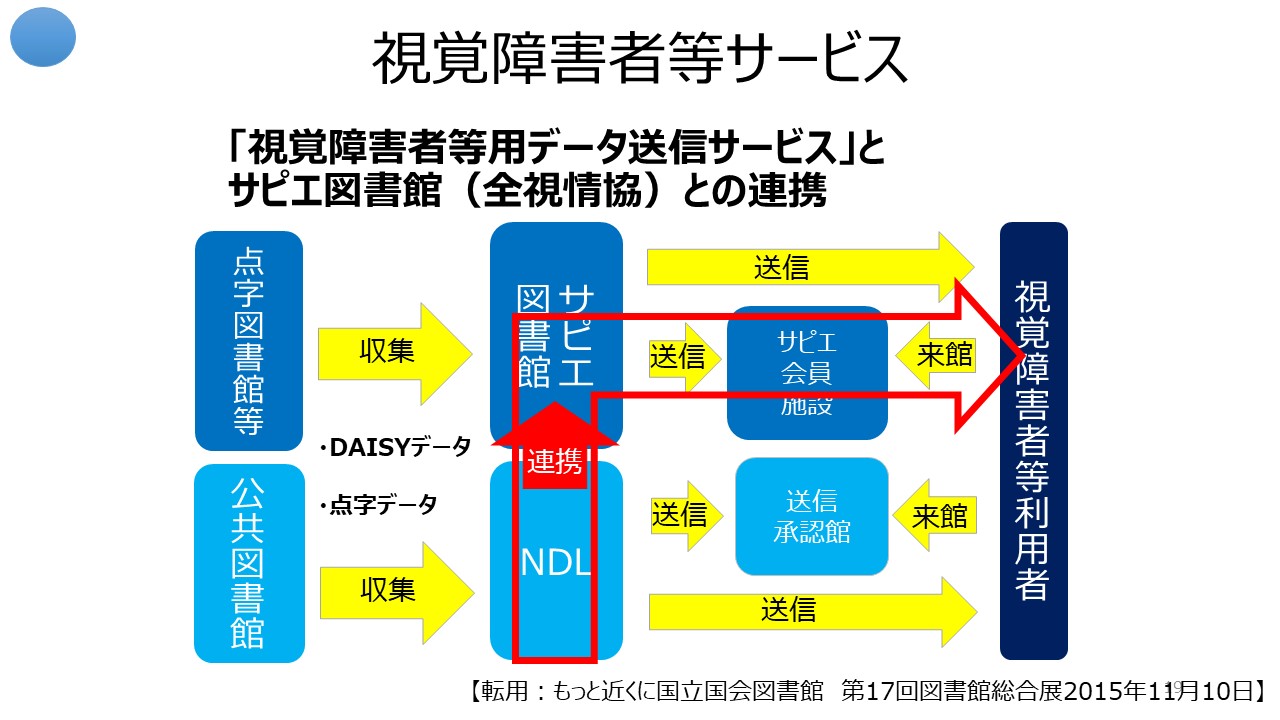 視覚障害者等サービス
「視覚障害者等用データ送信サービス」と
サピエ図書館（全視情協）との連携
点字図書館等
収集
サピエ
図書館
送信
送信
サピエ
会員
施設
来館
視覚障害者等利用者
・DAISYデータ
・点字データ
連携
公共図書館
収集
NDL
送信
送信
承認館
来館
送信
【転用：もっと近くに国立国会図書館　第17回図書館総合展2015年11月10日】
19